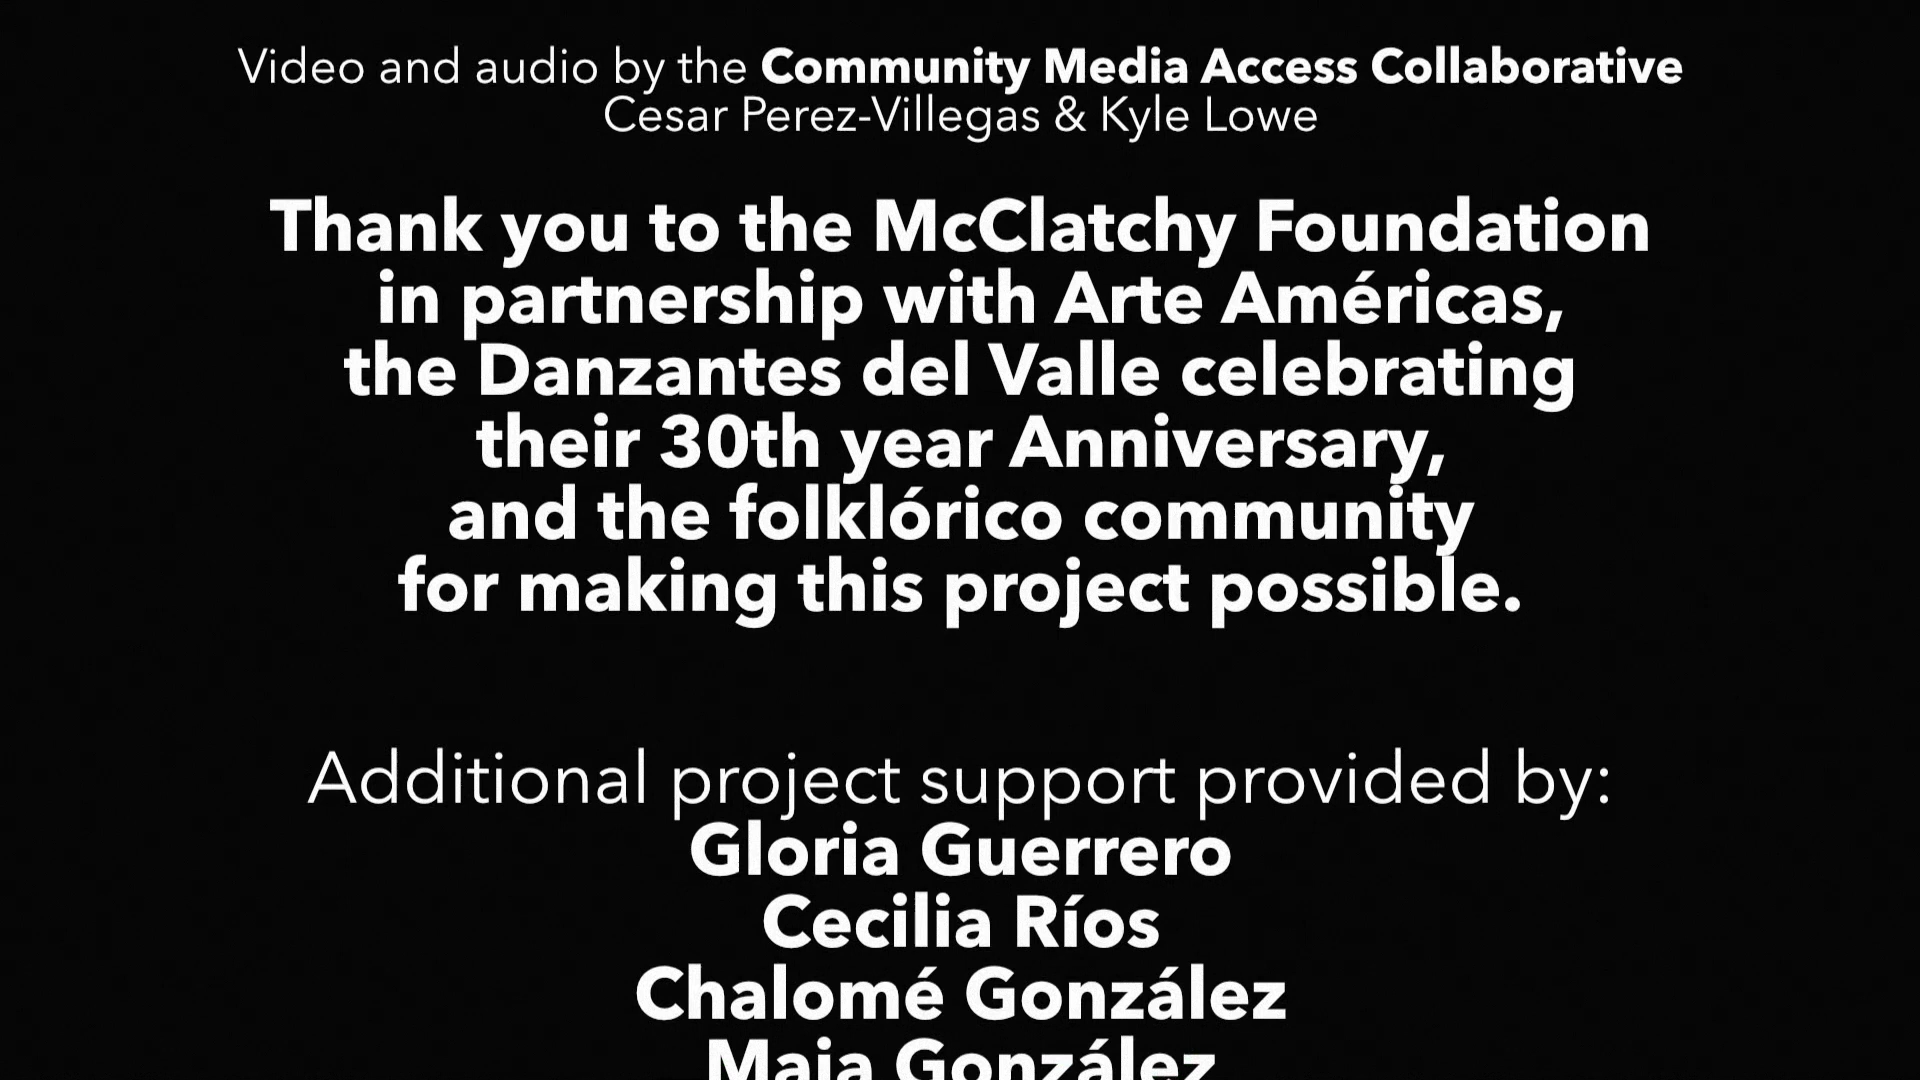 Video and audio by the Community Media Access Collaborative
Cesar Perez-Villegas & Kyle Lowe
Thank you to the McClatchy Foundation
in partnership with Arte Américas,
the Danzantes del Valle celebrating
their 30th year Anniversary,
and the folklórico community
for making this project possible.
Additional project support provided by:
Gloria Guerrero
Cecilia Ríos
Chalomé González
Maia González